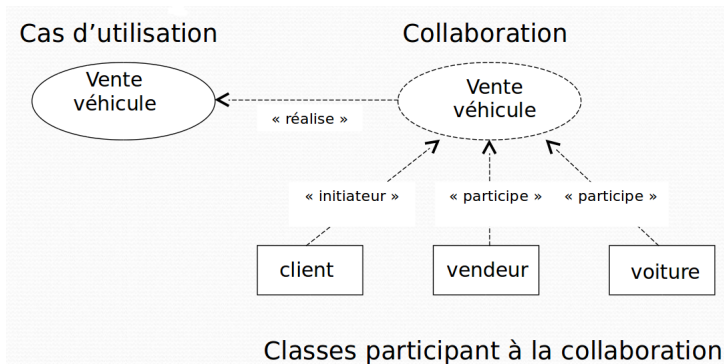 Cas d’utilisation
Collaboration
Vente
véhicule
Vente
véhicule
« réalise »
« initiateur »
« participe »
« participe »
client
vendeur
voiture
Classes participant à la collaboration